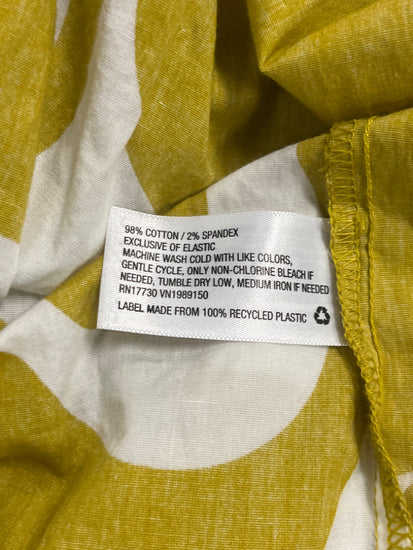 98% COTTON / 2% SPANDEX
EXCLUSIVE OF ELASTIC
MACHINE WASH COLD WITH LIKE COLORS,
GENTLE CYCLE, ONLY NON-CHLORINE BLEACH IF
NEEDED, TUMBLE DRY LOW, MEDIUM IRON IF NEEDED
RN17730 VN1989150
LABEL MADE FROM 100% RECYCLED PLASTIC